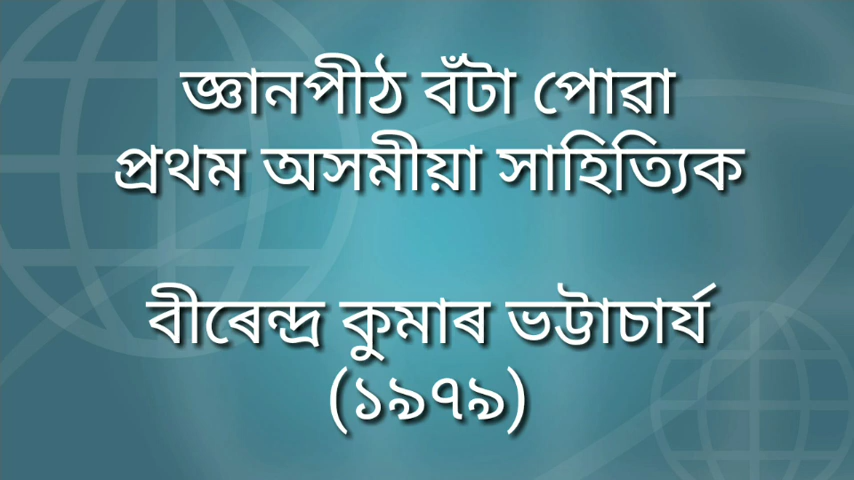 জ্ঞানপীঠ বঁটা পোৱা
প্ৰথম অসমীয়া সাহিত্যিক
বীৰেন্দ্ৰ কুমাৰ ভট্টাচাৰ্য
(১৯৭৯)